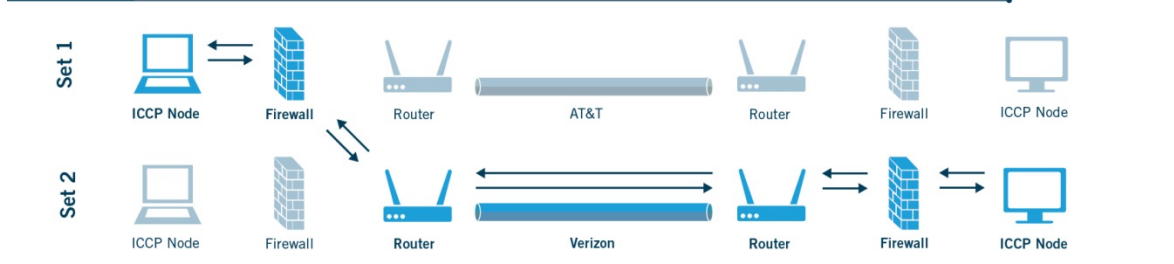 Set 1
ICCP Node Firewall Router AT&T Router Firewall ICCP Node
Set 2
ICCP Node Firewall Router Verizon Router Firewall ICCP Node